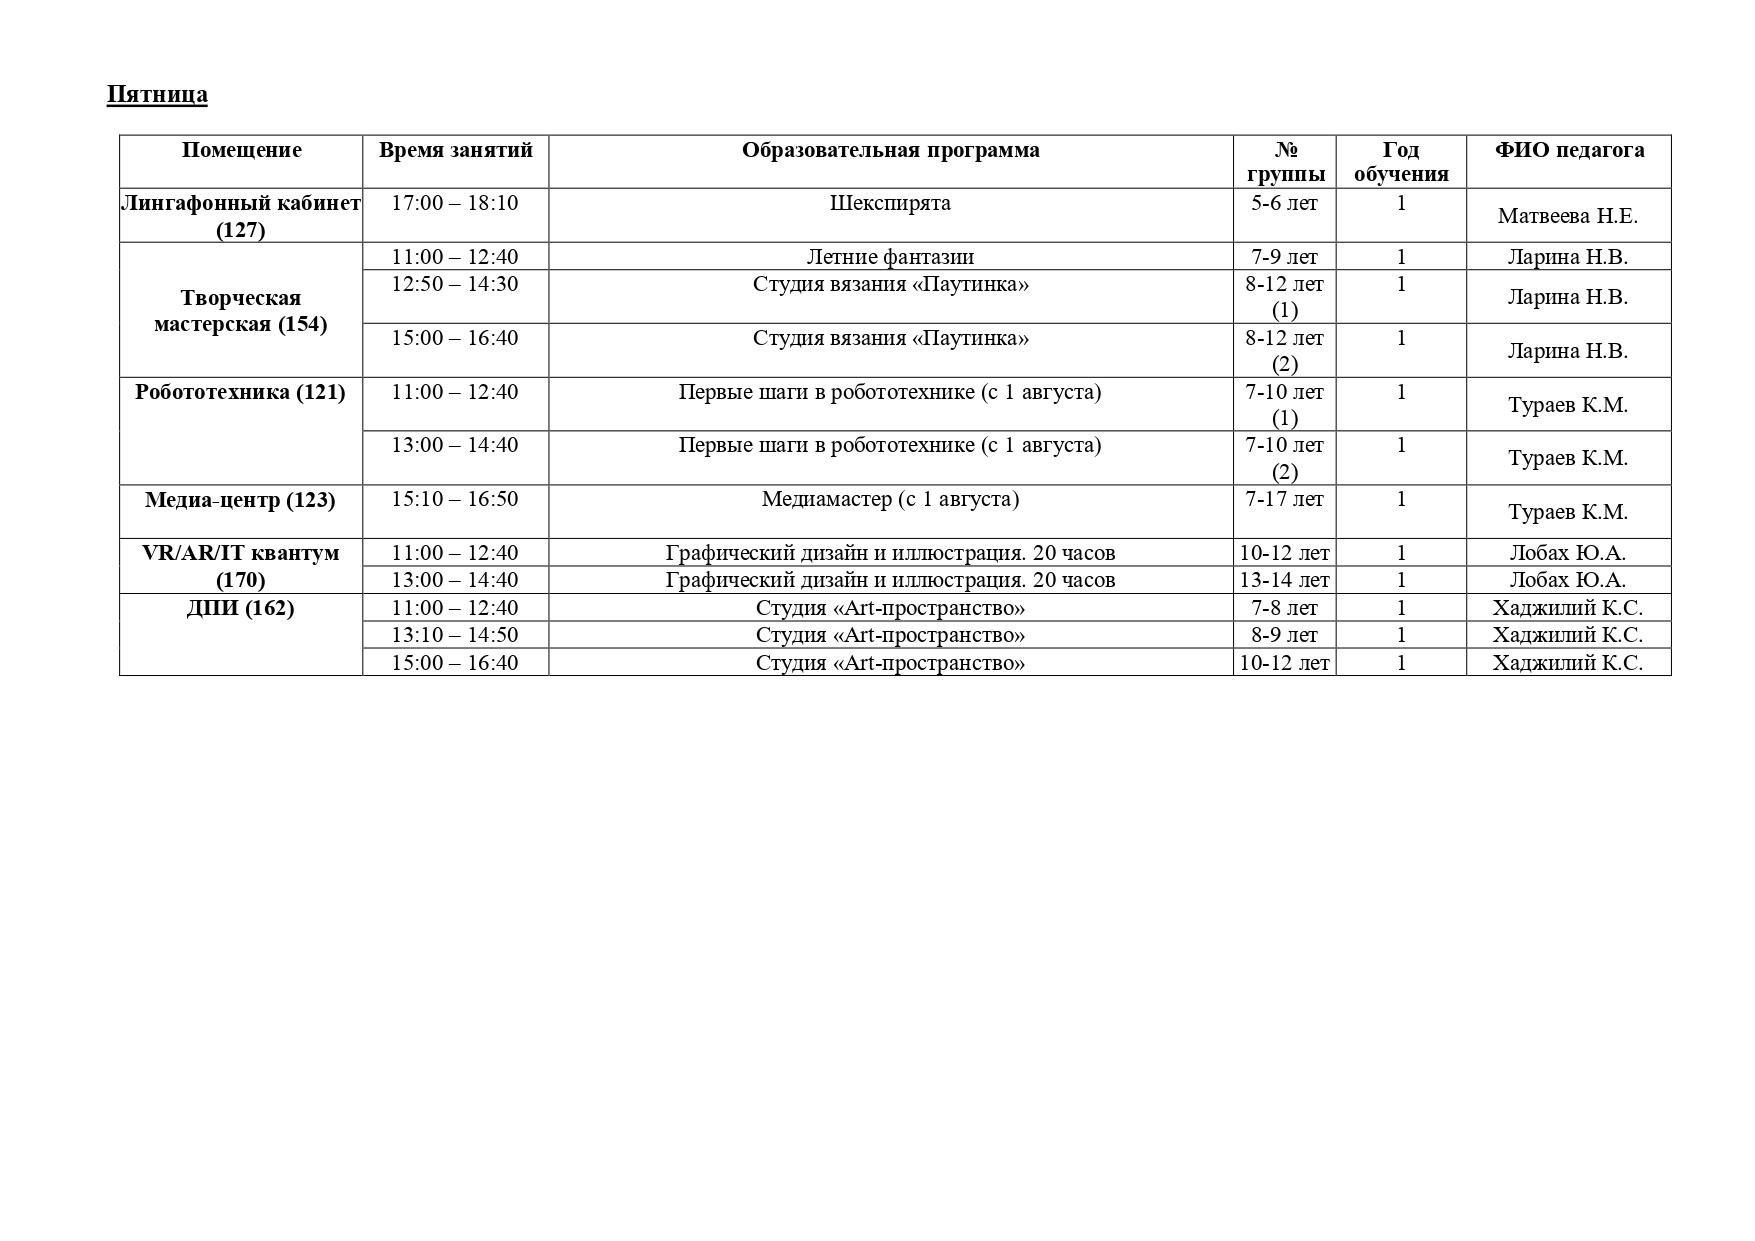 Пятница
Помещение Время занятий Образовательная программа № группы Год обучения ФИО педагога
Лингафонный кабинет (127) 17:00 – 18:10 Шекспирята 5-6 лет 1 Матвеева Н.Е.
Творческая мастерская (154) 11:00 – 12:40 Летние фантазии 7-9 лет 1 Ларина Н.В.
12:50 – 14:30 Студия вязания «Паутинка» 8-12 лет (1) 1 Ларина Н.В.
15:00 – 16:40 Студия вязания «Паутинка» 8-12 лет (2) 1 Ларина Н.В.
Робототехника (121) 11:00 – 12:40 Первые шаги в робототехнике (с 1 августа) 7-10 лет (1) 1 Тураев К.М.
13:00 – 14:40 Первые шаги в робототехнике (с 1 августа) 7-10 лет (2) 1 Тураев К.М.
Медиа-центр (123) 15:10 – 16:50 Медиамастер (с 1 августа) 7-17 лет 1 Тураев К.М.
VR/AR/IT квантум (170) 11:00 – 12:40 Графический дизайн и иллюстрация. 20 часов 10-12 лет 1 Лобах Ю.А.
13:00 – 14:40 Графический дизайн и иллюстрация. 20 часов 13-14 лет 1 Лобах Ю.А.
ДПИ (162) 11:00 – 12:40 Студия «Art-пространство» 7-8 лет 1 Хаджилий К.С.
13:10 – 14:50 Студия «Art-пространство» 8-9 лет 1 Хаджилий К.С.
15:00 – 16:40 Студия «Art-пространство» 10-12 лет 1 Хаджилий К.С.